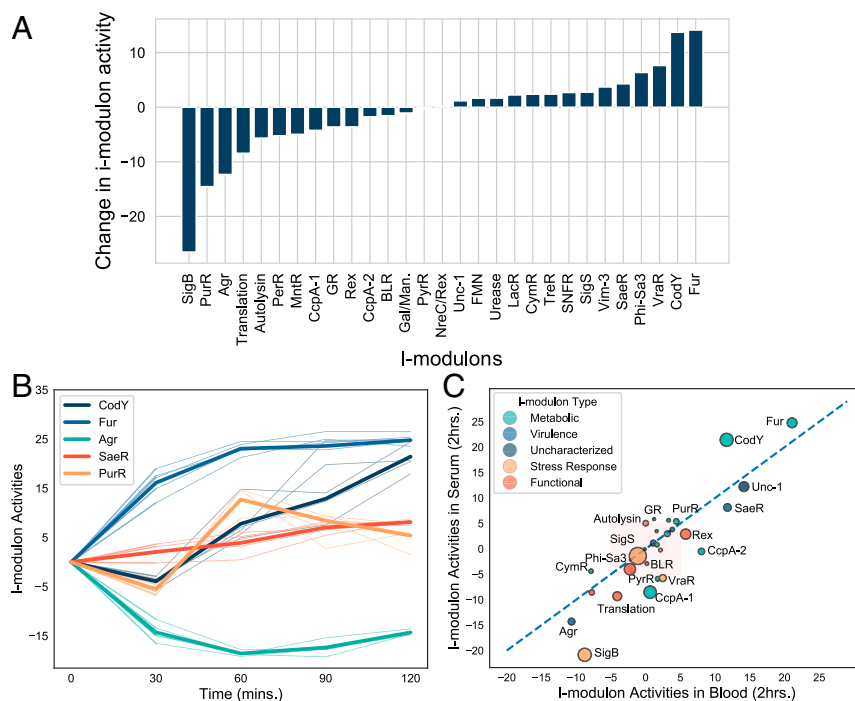 A
Change in i-modulon activity
10
0
−10
−20
SigB
PurR
Agr
Translation
Autolysin
PerR
MntR
CcpA-1
GR
Rex
CcpA-2
BLR
Gal/Man.
PyrR
NreC/Rex
Unc-1
FMN
Urease
LacR
CymR
TreR
SNFR
SigS
Vim-3
SaeR
Phi-Sa3
VraR
CodY
Fur
I-modulons
B
I-modulon Activities
35
25
15
5
−5
−15
CodY
Fur
Agr
SaeR
PurR
0
30
60
90
120
Time (mins.)
C
I-modulon Activities in Serum (2hrs.)
25
20
15
10
5
0
−5
−10
−15
−20
I-modulon Type
Metabolic
Virulence
Uncharacterized
Stress Response
Functional
Fur
CodY
Unc-1
SaeR
GR
PurR
Autolysin
Rex
SigS
CcpA-2
Phi-Sa3
BLR
CymR
PyrR
VraR
CcpA-1
Translation
Agr
SigB
−20
−15
−10
−5
0
5
10
15
20
25
I-modulon Activities in Blood (2hrs.)